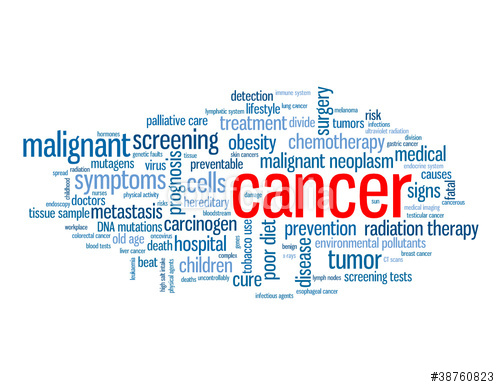 detection
immune system
lymphatic system
lifestyle
lung cancer
surgery
melanoma
palliative care
treatment
divide
tumors
risk
infections
ultraviolet radiation
hormones
malignant
screening
obesity
chemotherapy
division
gastric cancer
endocrine
colon
genetic faults
tissue
skin cancers
malignant neoplasm
medical
mutagens
virus
prognosis
preventable
endocrine system
spread
radiation
childhood
symptoms
cells
cancer
causes
signs
fatal
nurses
physical activity
risks
hereditary
damage
sun
cancerous
endoscopy
doctors
medical imaging
tissue sample
metastasis
bloodstream
testicular cancer
workplace
DNA mutations
carcinogen
tobacco use
poor diet
prevention
radiation therapy
colorectal cancer
old age
oncovirus
death
hospital
genes
benign
disease
environmental pollutants
blood tests
liver cancer
complex
x-rays
breast cancer
leukaemia
beat
high salt intake
physical agents
children
tumor
CT scans
deaths
uncontrollably
cure
lymph nodes
screening tests
infectious agents
esophageal cancer
#38760823